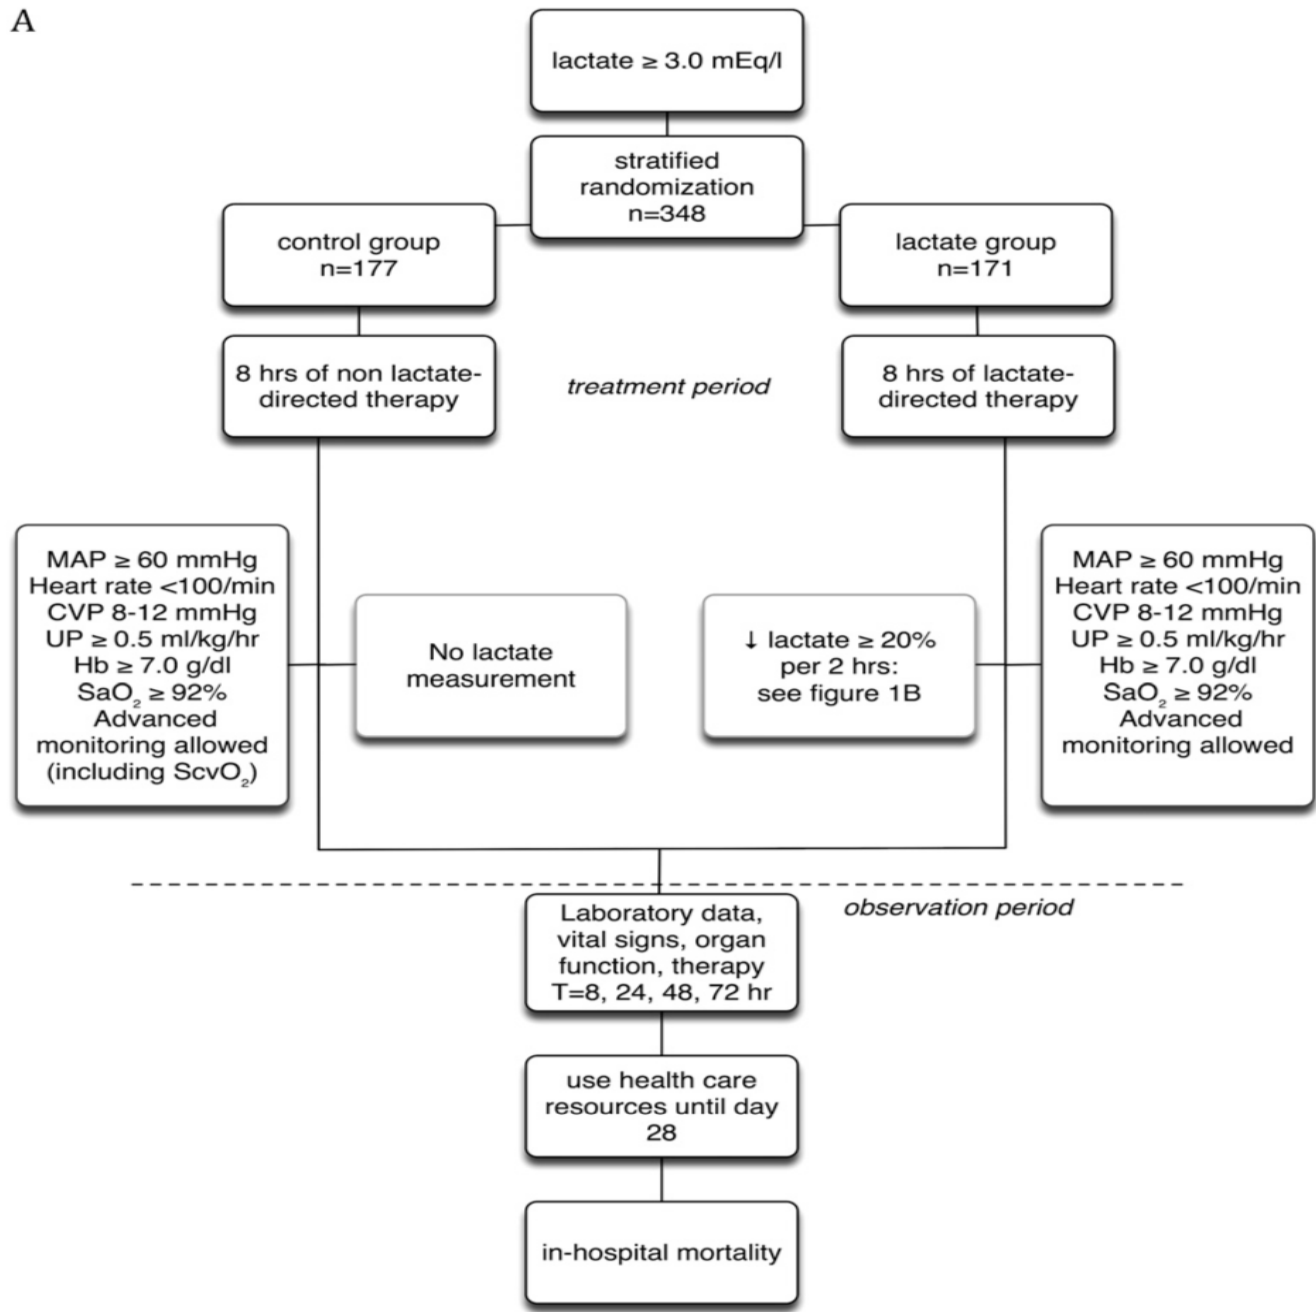 A
lactate ≥ 3.0 mEq/l
stratified
randomization
n=348
control group
n=177
lactate group
n=171
8 hrs of non lactate-
directed therapy
treatment period
8 hrs of lactate-
directed therapy
MAP ≥ 60 mmHg
Heart rate <100/min
CVP 8-12 mmHg
UP ≥ 0.5 ml/kg/hr
Hb ≥ 7.0 g/dl
SaO₂ ≥ 92%
Advanced
monitoring allowed
(including ScvO₂)
No lactate
measurement
↓ lactate ≥ 20%
per 2 hrs:
see figure 1B
MAP ≥ 60 mmHg
Heart rate <100/min
CVP 8-12 mmHg
UP ≥ 0.5 ml/kg/hr
Hb ≥ 7.0 g/dl
SaO₂ ≥ 92%
Advanced
monitoring allowed
observation period
Laboratory data,
vital signs, organ
function, therapy
T=8, 24, 48, 72 hr
use health care
resources until day
28
in-hospital mortality